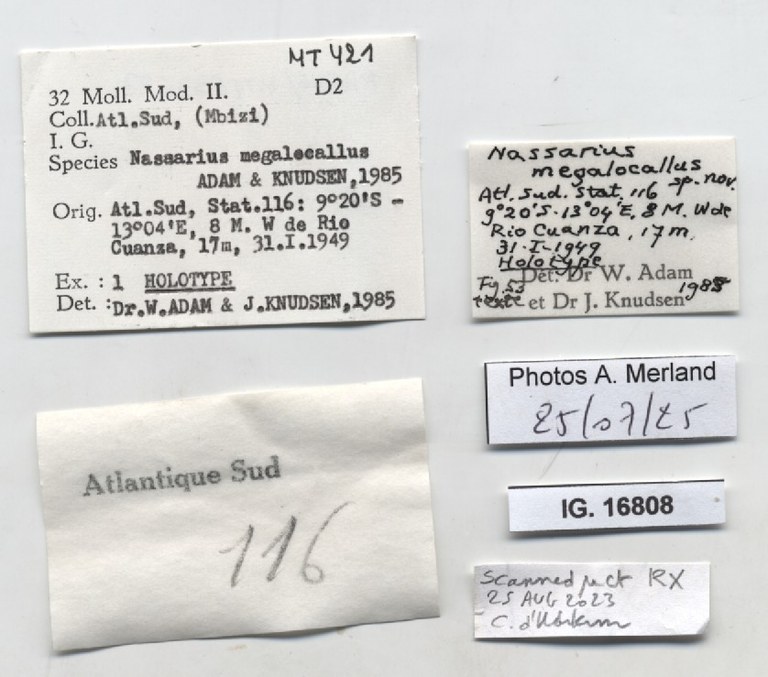 MT 421
32 Moll. Mod. II. D2
Coll. Atl.Sud, (Mbizi)
I. G.
Species Nassarius megalocallus
ADAM & KNUDSEN,1985
Orig. Atl.Sud, Stat.116: 9°20'S -
13°04'E, 8 M. W de Rio
Cuanza, 17m, 31.I.1949
Ex. : 1 HOLOTYPE
Det. : Dr.W.ADAM & J.KNUDSEN,1985
Nassarius
megalocallus
sp. nov.
Atl. Sud. Stat. 116
9°20'S-13°04'E, 8 M. W de
Rio Cuanza, 17m,
31-I-1949
Holotype
Det. Dr W. Adam
Fig. 53
texte et Dr J. Knudsen 1985
Photos A. Merland
25/07/25
IG. 16808
Atlantique Sud
116
Scanned µct RX
25 AUG 2023